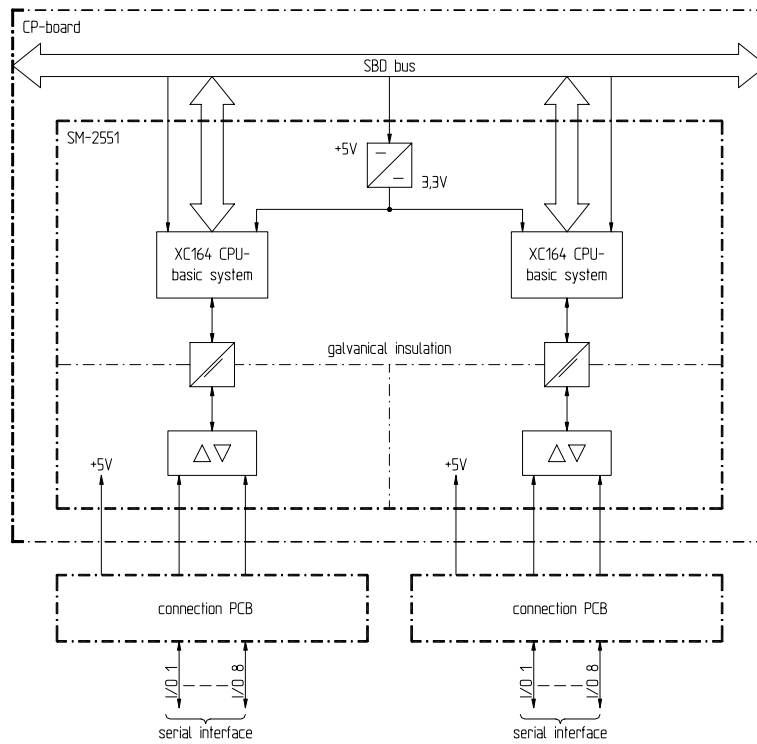 CP-board
SBD bus
SM-2551
+5V
3,3V
XC164 CPU-
basic system
XC164 CPU-
basic system
galvanical insulation
+5V
+5V
connection PCB
connection PCB
I/O 1
I/O 8
I/O 1
I/O 8
serial interface
serial interface